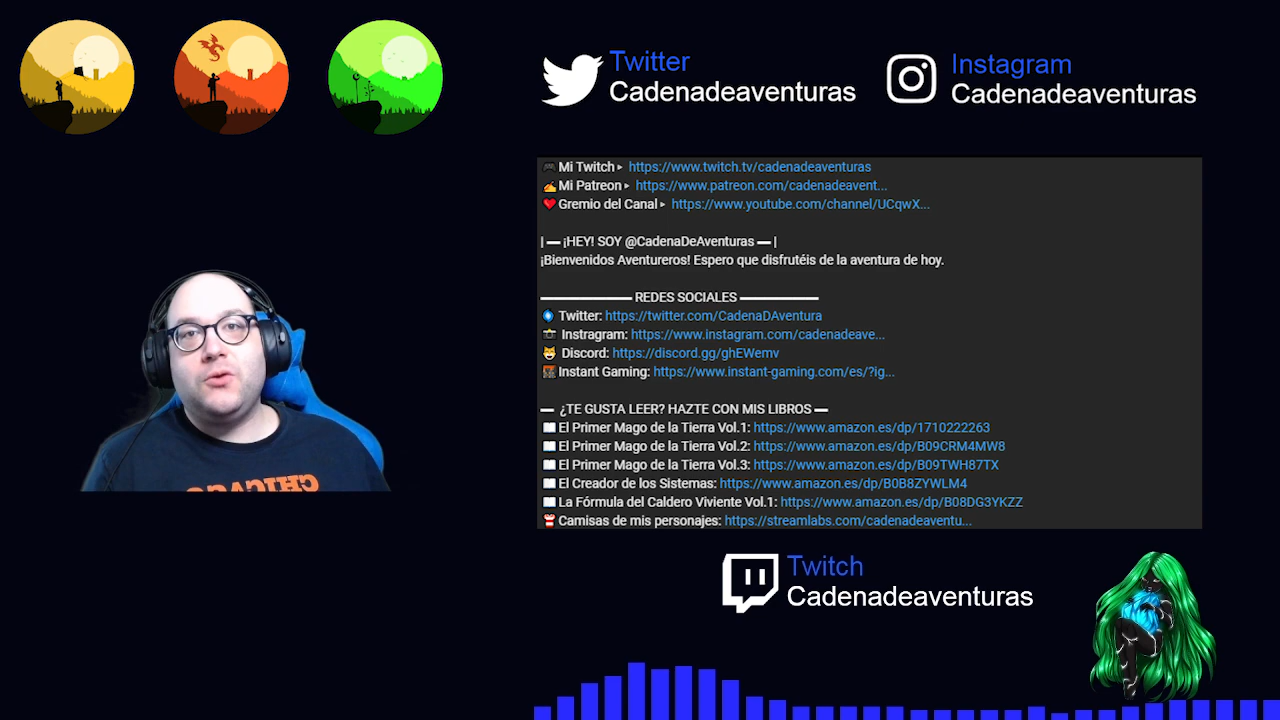 Twitter
Cadenadeaventuras
Instagram
Cadenadeaventuras
Mi Twitch ▸ https://www.twitch.tv/cadenadeaventuras
Mi Patreon ▸ https://www.patreon.com/cadenadeavent...
Gremio del Canal ▸ https://www.youtube.com/channel/UCqwX...
| ▬ ¡HEY! SOY @CadenaDeAventuras ▬ |
¡Bienvenidos Aventureros! Espero que disfrutéis de la aventura de hoy.
▬▬▬▬▬▬ REDES SOCIALES ▬▬▬▬▬
Twitter: https://twitter.com/CadenaDAventura
Instragram: https://www.instagram.com/cadenadeave...
Discord: https://discord.gg/ghEWemv
Instant Gaming: https://www.instant-gaming.com/es/?ig...
▬ ¿TE GUSTA LEER? HAZTE CON MIS LIBROS ▬
El Primer Mago de la Tierra Vol.1: https://www.amazon.es/dp/1710222263
El Primer Mago de la Tierra Vol.2: https://www.amazon.es/dp/B09CRM4MW8
El Primer Mago de la Tierra Vol.3: https://www.amazon.es/dp/B09TWH87TX
El Creador de los Sistemas: https://www.amazon.es/dp/B0B8ZYWLM4
La Fórmula del Caldero Viviente Vol.1: https://www.amazon.es/dp/B08DG3YKZZ
Camisas de mis personajes: https://streamlabs.com/cadenadeaventu...
CHICAGO
Twitch
Cadenadeaventuras